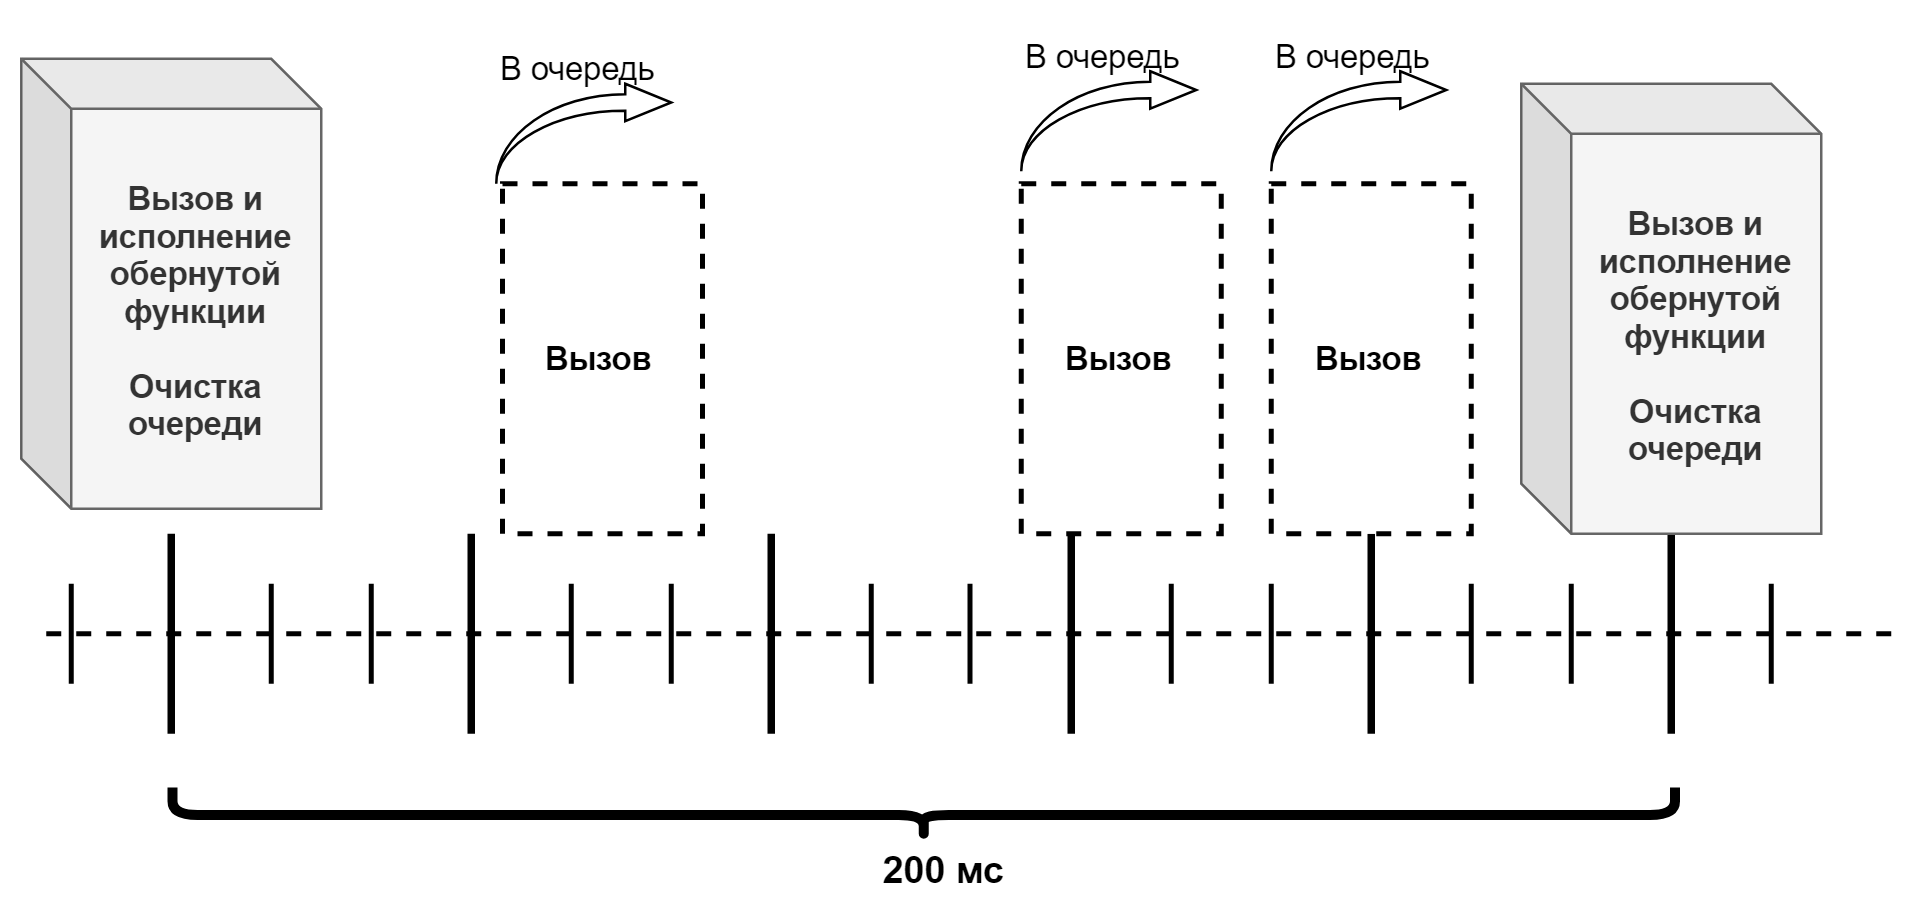 В очередь
В очередь
В очередь
Вызов и
исполнение
обернутой
функции
Очистка
очереди
Вызов
Вызов
Вызов
Вызов и
исполнение
обернутой
функции
Очистка
очереди
200 мс